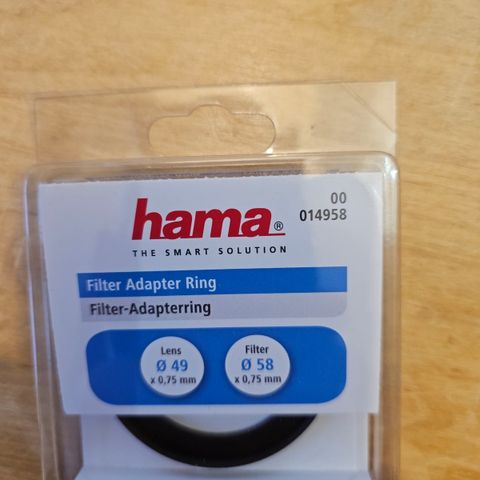 hama®
THE SMART SOLUTION
00
014958
Filter Adapter Ring
Filter-Adapterring
Lens
Ø 49
x 0,75 mm
Filter
Ø 58
x 0,75 mm